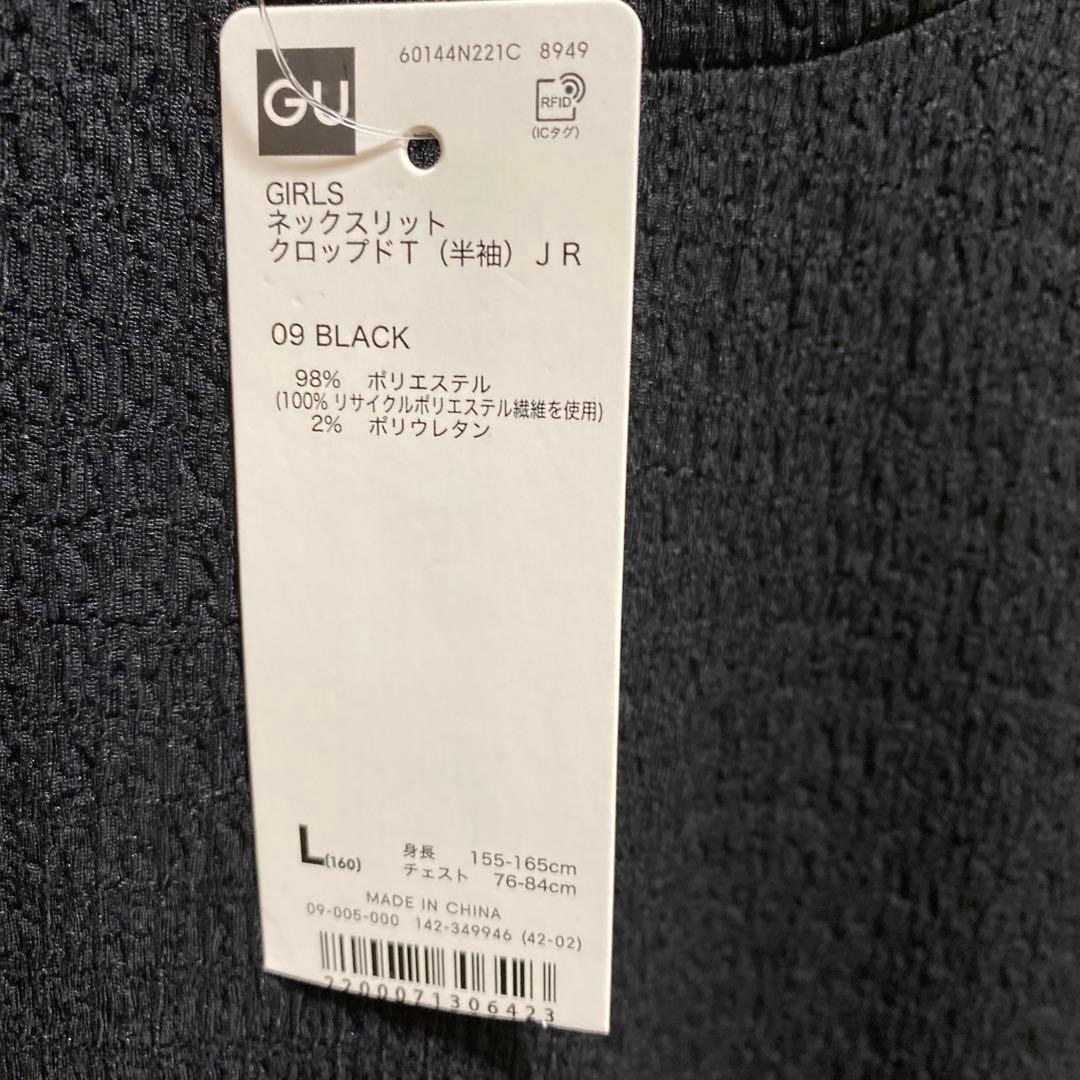 60144N221C 8949
GU
RFID
(ICタグ)
GIRLS
ネックスリット
クロップドT(半袖)JR
09 BLACK
98% ポリエステル
(100%リサイクルポリエステル繊維を使用)
2% ポリウレタン
L(160) 身長 155-165cm
チェスト 76-84cm
MADE IN CHINA
09-005-000 142-349946 (42-02)
2200071306423